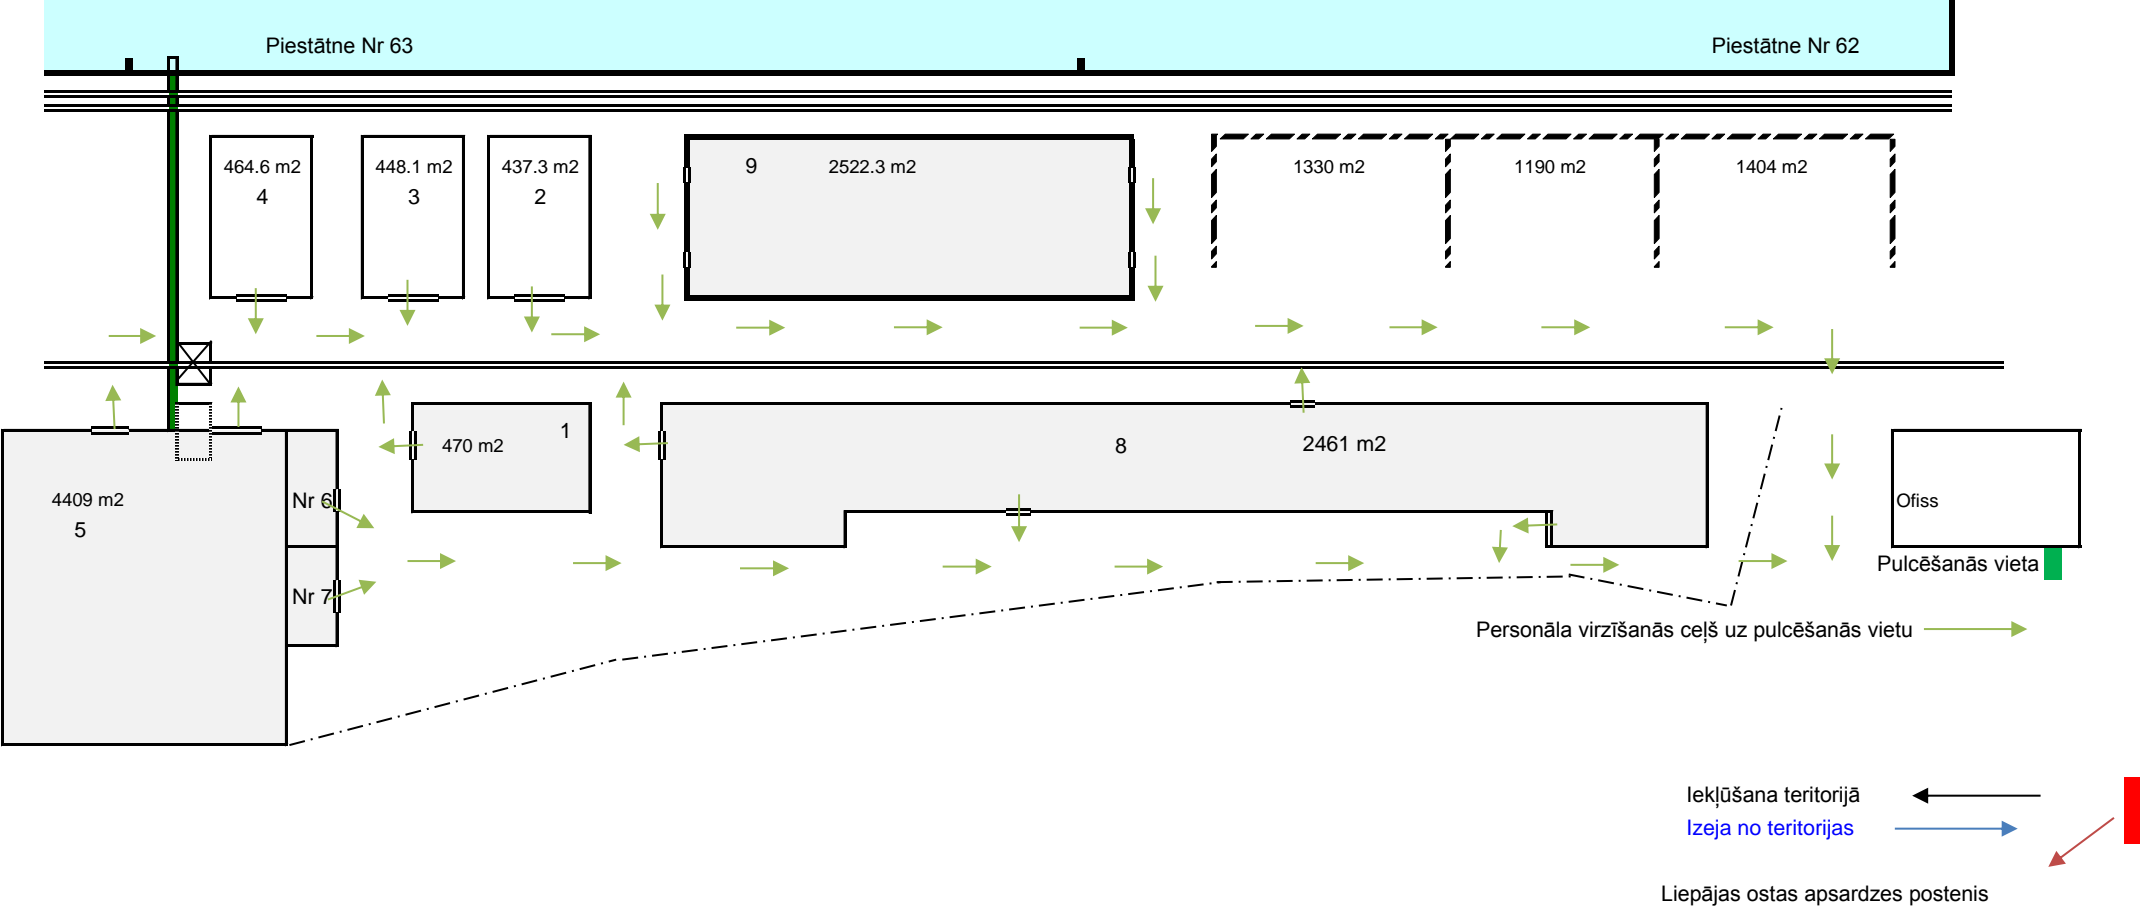 Piestātne Nr 63
Piestātne Nr 62
464.6 m2
4
448.1 m2
3
437.3 m2
2
9
2522.3 m2
1330 m2
1190 m2
1404 m2
470 m2
1
8
2461 m2
4409 m2
5
Nr 6
Nr 7
Ofiss
Pulcēšanās vieta
Personāla virzīšanās ceļš uz pulcēšanās vietu
Iekļūšana teritorijā
Izeja no teritorijas
Liepājas ostas apsardzes postenis